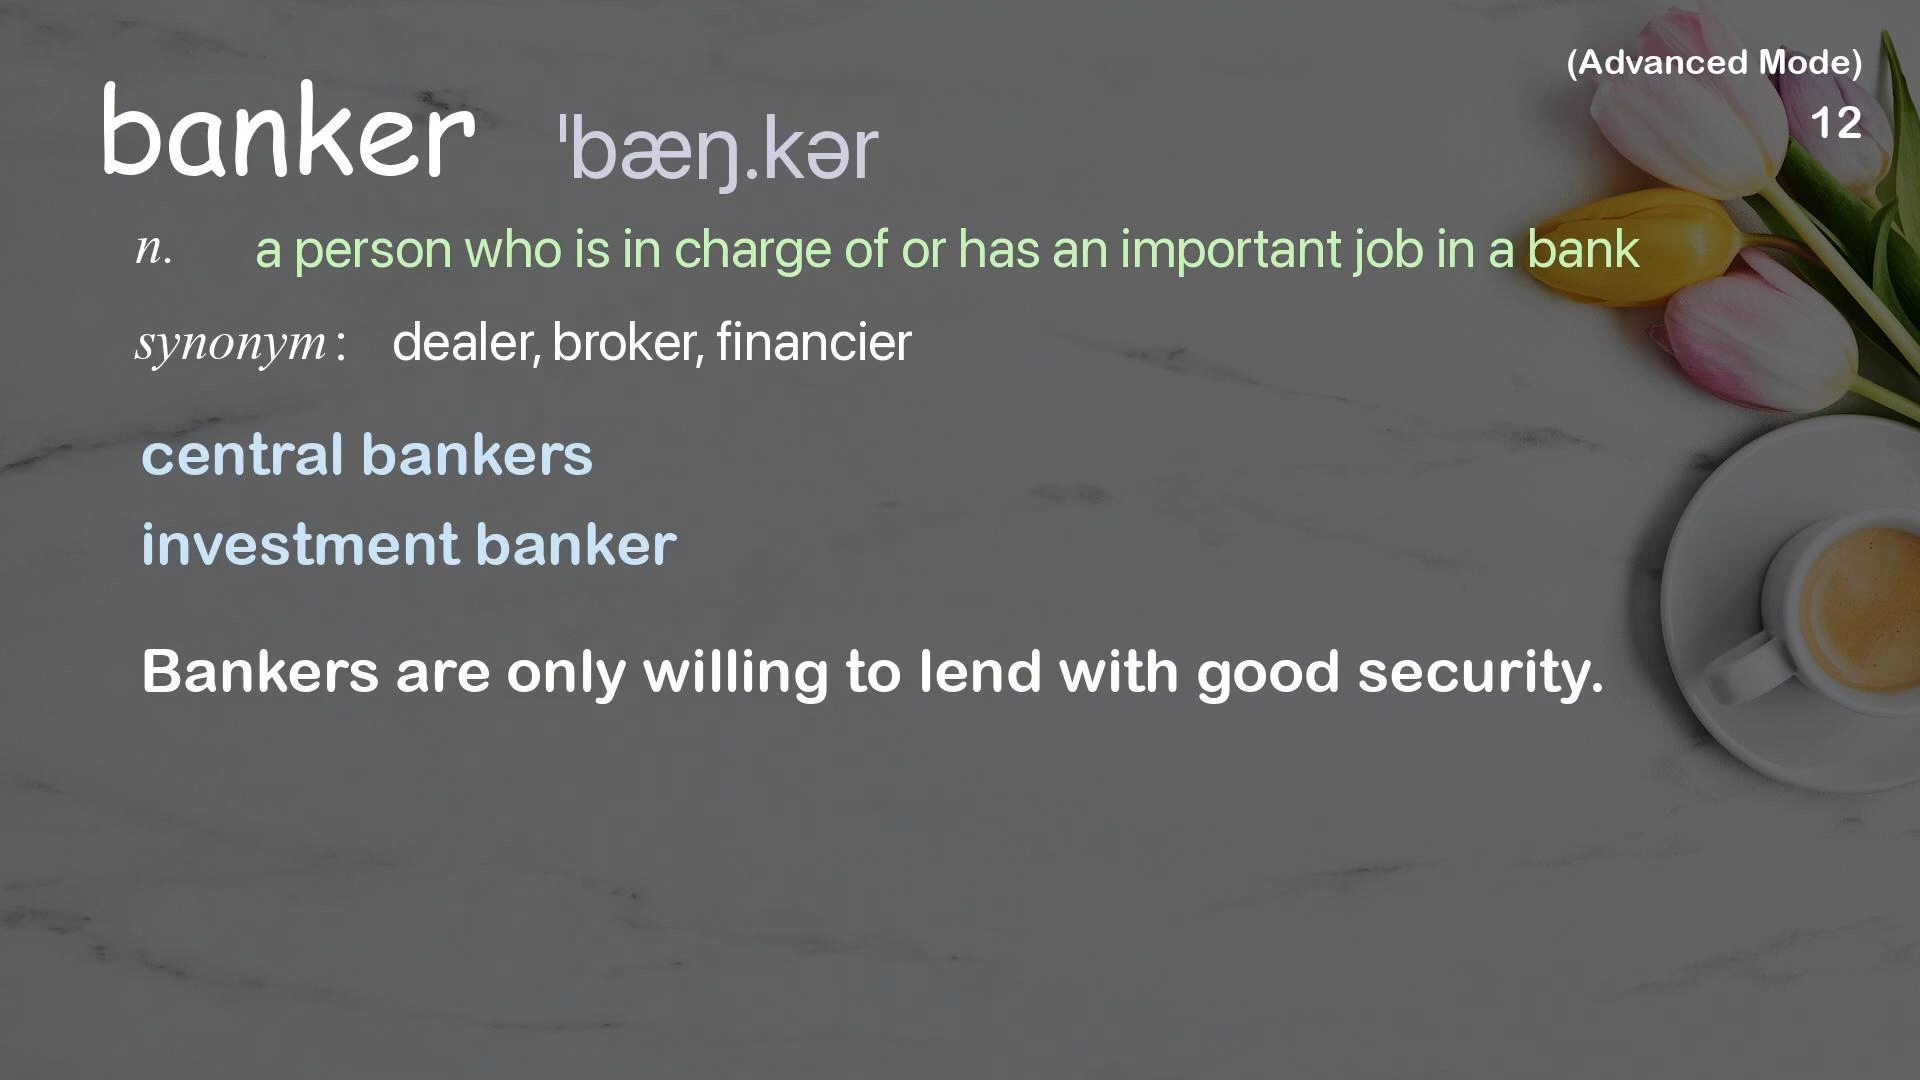 (Advanced Mode)
banker ˈbæŋ.kər
12
n. a person who is in charge of or has an important job in a bank
synonym: dealer, broker, financier
central bankers
investment banker
Bankers are only willing to lend with good security.